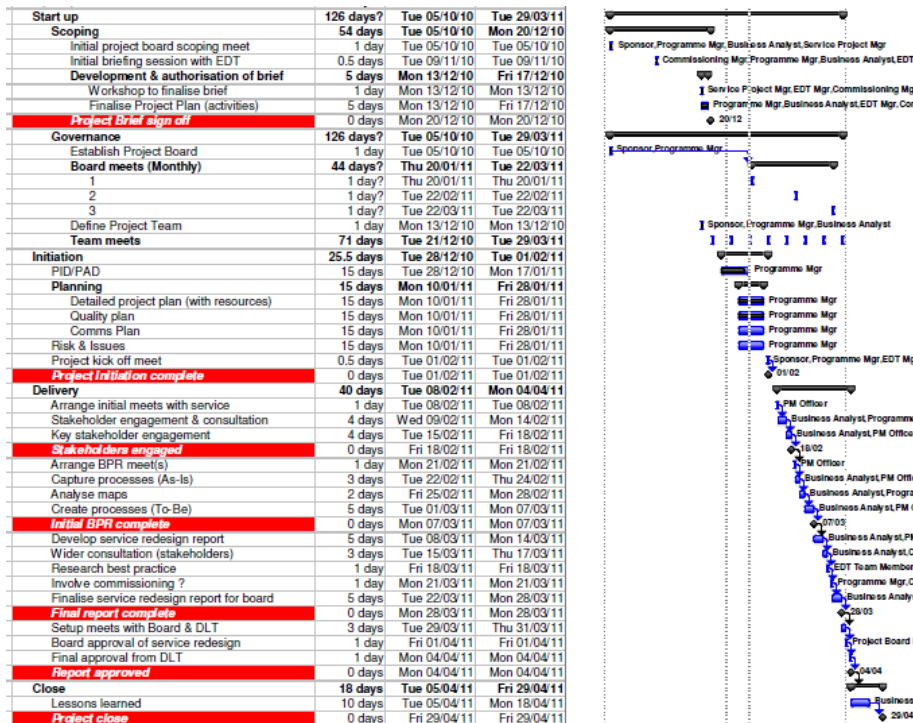 Start up 126 days? Tue 05/10/10 Tue 29/03/11
Scoping 54 days Tue 05/10/10 Mon 20/12/10
Initial project board scoping meet 1 day Tue 05/10/10 Tue 05/10/10 Sponsor,Programme Mgr,Business Analyst,Service Project Mgr
Initial briefing session with EDT 0.5 days Tue 09/11/10 Tue 09/11/10 Commissioning Mgr,Programme Mgr,Business Analyst,EDT
Development & authorisation of brief 5 days Mon 13/12/10 Fri 17/12/10
Workshop to finalise brief 1 day Mon 13/12/10 Mon 13/12/10 Service Project Mgr,EDT Mgr,Commissioning Mg
Finalise Project Plan (activities) 5 days Mon 13/12/10 Fri 17/12/10 Programme Mgr,Business Analyst,EDT Mgr,Cor
Project Brief sign off 0 days Mon 20/12/10 Mon 20/12/10 20/12
Governance 126 days? Tue 05/10/10 Tue 29/03/11
Establish Project Board 1 day Tue 05/10/10 Tue 05/10/10 Sponsor,Programme Mgr
Board meets (Monthly) 44 days? Thu 20/01/11 Tue 22/03/11
1 1 day? Thu 20/01/11 Thu 20/01/11
2 1 day? Tue 22/02/11 Tue 22/02/11
3 1 day? Tue 22/03/11 Tue 22/03/11
Define Project Team 1 day Mon 13/12/10 Mon 13/12/10 Sponsor,Programme Mgr,Business Analyst
Team meets 71 days Tue 21/12/10 Tue 29/03/11
Initiation 25.5 days Tue 28/12/10 Tue 01/02/11
PID/PAD 15 days Tue 28/12/10 Mon 17/01/11 Programme Mgr
Planning 15 days Mon 10/01/11 Fri 28/01/11
Detailed project plan (with resources) 15 days Mon 10/01/11 Fri 28/01/11 Programme Mgr
Quality plan 15 days Mon 10/01/11 Fri 28/01/11 Programme Mgr
Comms Plan 15 days Mon 10/01/11 Fri 28/01/11 Programme Mgr
Risk & Issues 15 days Mon 10/01/11 Fri 28/01/11 Programme Mgr
Project kick off meet 0.5 days Tue 01/02/11 Tue 01/02/11 Sponsor,Programme Mgr,EDT Mg
Project Initiation complete 0 days Tue 01/02/11 Tue 01/02/11 01/02
Delivery 40 days Tue 08/02/11 Mon 04/04/11
Arrange initial meets with service 1 day Tue 08/02/11 Tue 08/02/11 PM Officer
Stakeholder engagement & consultation 4 days Wed 09/02/11 Mon 14/02/11 Business Analyst,Programme
Key stakeholder engagement 4 days Tue 15/02/11 Fri 18/02/11 Business Analyst,PM Office
Stakeholders engaged 0 days Fri 18/02/11 Fri 18/02/11 18/02
Arrange BPR meet(s) 1 day Mon 21/02/11 Mon 21/02/11 PM Officer
Capture processes (As-Is) 3 days Tue 22/02/11 Thu 24/02/11 Business Analyst,PM Offi
Analyse maps 2 days Fri 25/02/11 Mon 28/02/11 Business Analyst,Progra
Create processes (To-Be) 5 days Tue 01/03/11 Mon 07/03/11 Business Analyst,PM
Initial BPR complete 0 days Mon 07/03/11 Mon 07/03/11 07/03
Develop service redesign report 5 days Tue 08/03/11 Mon 14/03/11 Business Analyst,PM
Wider consultation (stakeholders) 3 days Tue 15/03/11 Thu 17/03/11 Business Analyst,C
Research best practice 1 day Fri 18/03/11 Fri 18/03/11 EDT Team Member
Involve commissioning ? 1 day Mon 21/03/11 Mon 21/03/11 Programme Mgr,C
Finalise service redesign report for board 5 days Tue 22/03/11 Mon 28/03/11 Business Analy
Final report complete 0 days Mon 28/03/11 Mon 28/03/11 28/03
Setup meets with Board & DLT 3 days Tue 29/03/11 Thu 31/03/11
Board approval of service redesign 1 day Fri 01/04/11 Fri 01/04/11 Project Board
Final approval from DLT 1 day Mon 04/04/11 Mon 04/04/11
Report approved 0 days Mon 04/04/11 Mon 04/04/11 04/04
Close 18 days Tue 05/04/11 Fri 29/04/11
Lessons learned 10 days Tue 05/04/11 Mon 18/04/11 Business
Project close 0 days Fri 29/04/11 Fri 29/04/11 29/04